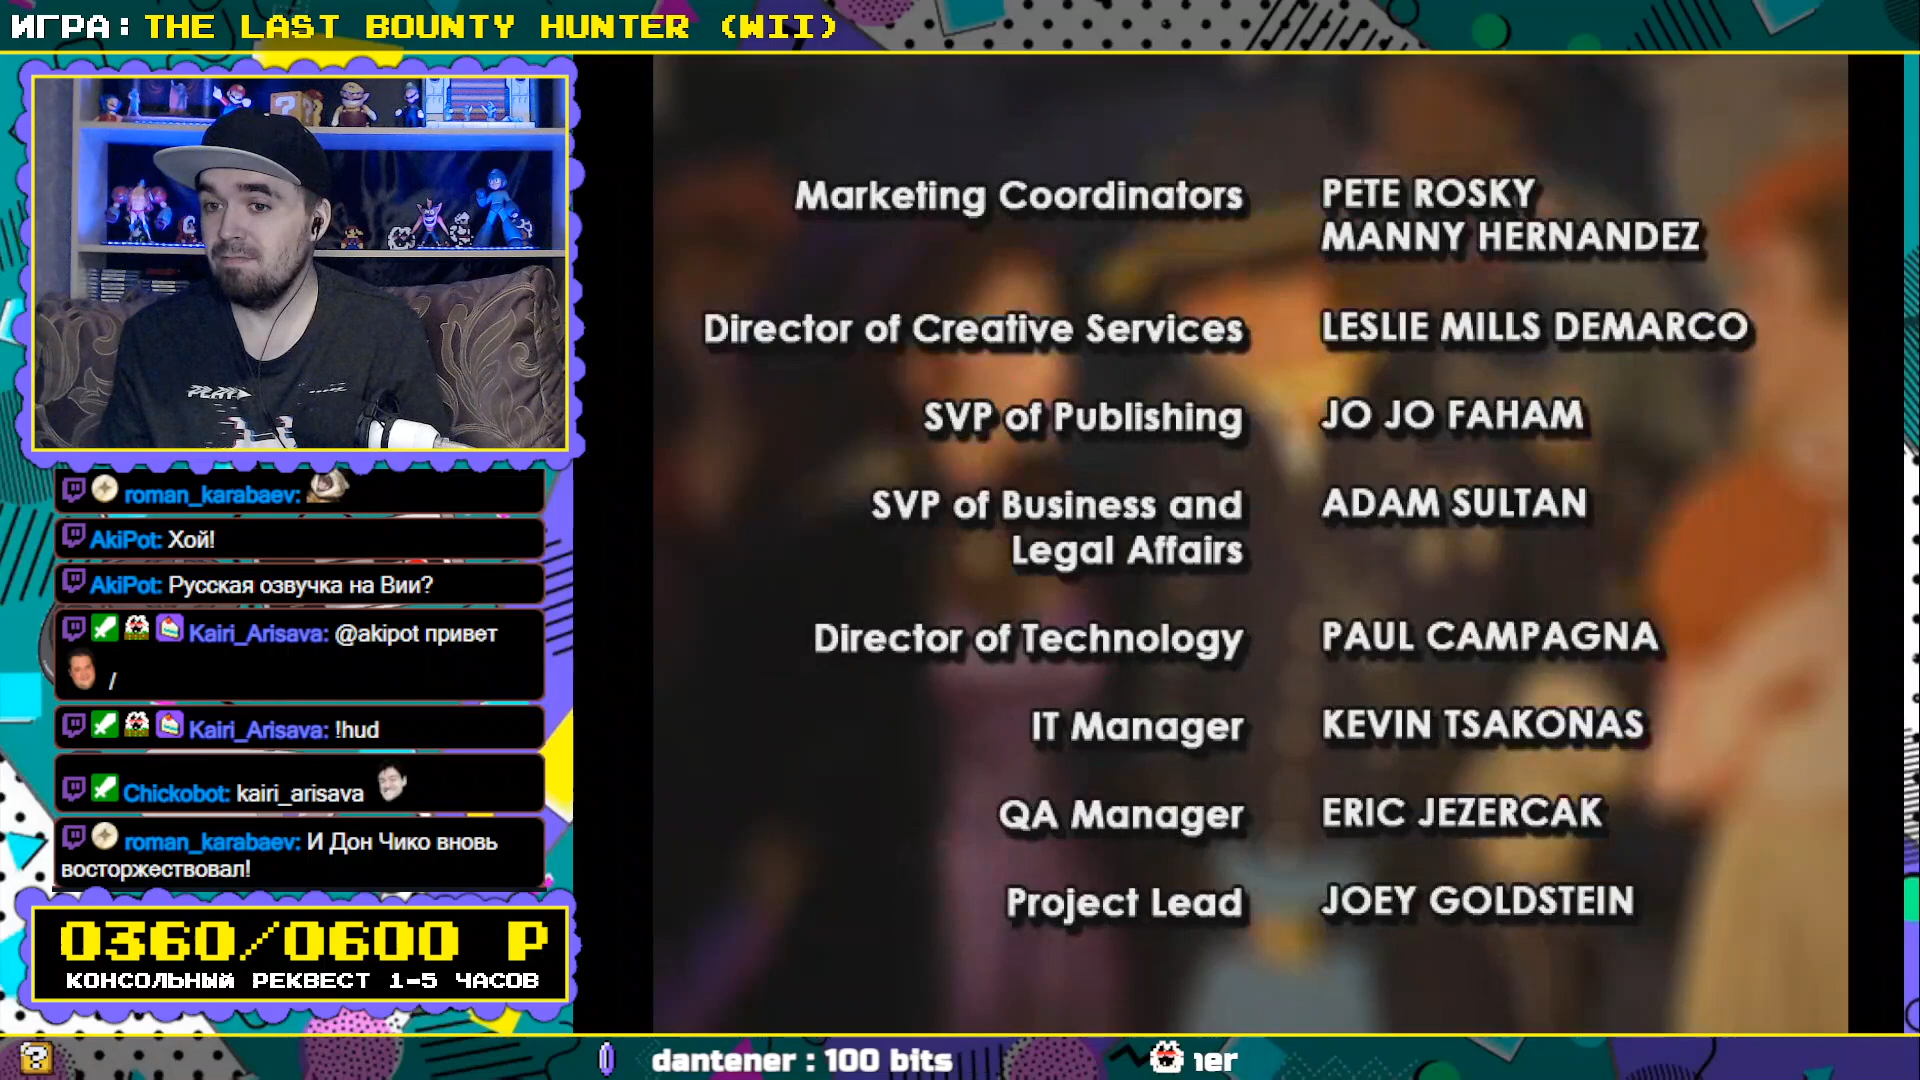 ИГРА: THE LAST BOUNTY HUNTER (WII)
PLAY
roman_karabaev:
AkiPot: Хой!
AkiPot: Русская озвучка на Вии?
Kairi_Arisava: @akipot привет
/
Kairi_Arisava: !hud
Chickobot: kairi_arisava
roman_karabaev: И Дон Чико вновь
восторжествовал!
0360/0600 Р
КОНСОЛЬНЫЙ РЕКВЕСТ 1-5 ЧАСОВ
Marketing Coordinators PETE ROSKY
MANNY HERNANDEZ
Director of Creative Services LESLIE MILLS DEMARCO
SVP of Publishing JO JO FAHAM
SVP of Business and ADAM SULTAN
Legal Affairs
Director of Technology PAUL CAMPAGNA
IT Manager KEVIN TSAKONAS
QA Manager ERIC JEZERCAK
Project Lead JOEY GOLDSTEIN
dantener : 100 bits